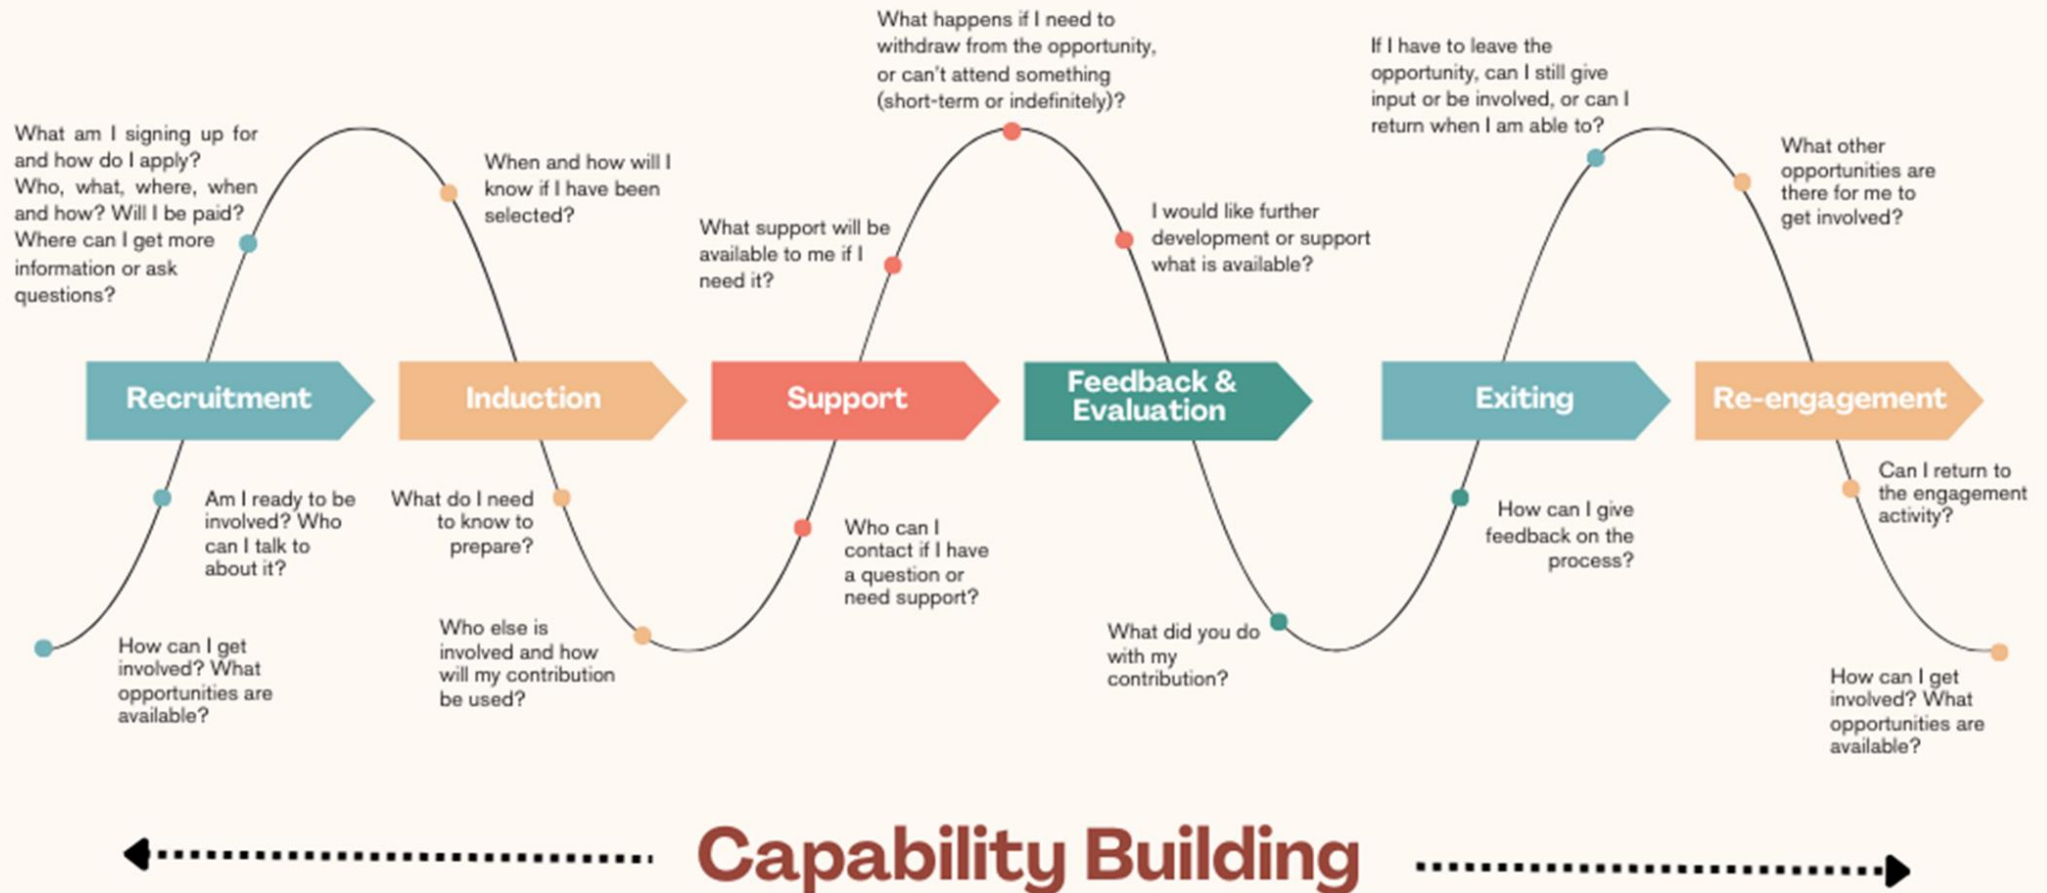 What happens if I need to
withdraw from the opportunity,
or can't attend something
(short-term or indefinitely)?
If I have to leave the
opportunity, can I still give
input or be involved, or can I
return when I am able to?
What am I signing up for
and how do I apply?
Who, what, where, when
and how? Will I be paid?
Where can I get more
information or ask
questions?
When and how will I
know if I have been
selected?
What support will be
available to me if I
need it?
I would like further
development or support
what is available?
What other
opportunities are
there for me to
get involved?
Recruitment
Induction
Support
Feedback &
Evaluation
Exiting
Re-engagement
Am I ready to be
involved? Who
can I talk to
about it?
What do I need
to know to
prepare?
Who can I
contact if I have
a question or
need support?
How can I give
feedback on the
process?
Can I return to
the engagement
activity?
How can I get
involved? What
opportunities are
available?
Who else is
involved and how
will my contribution
be used?
What did you do
with my
contribution?
How can I get
involved? What
opportunities are
available?
Capability Building